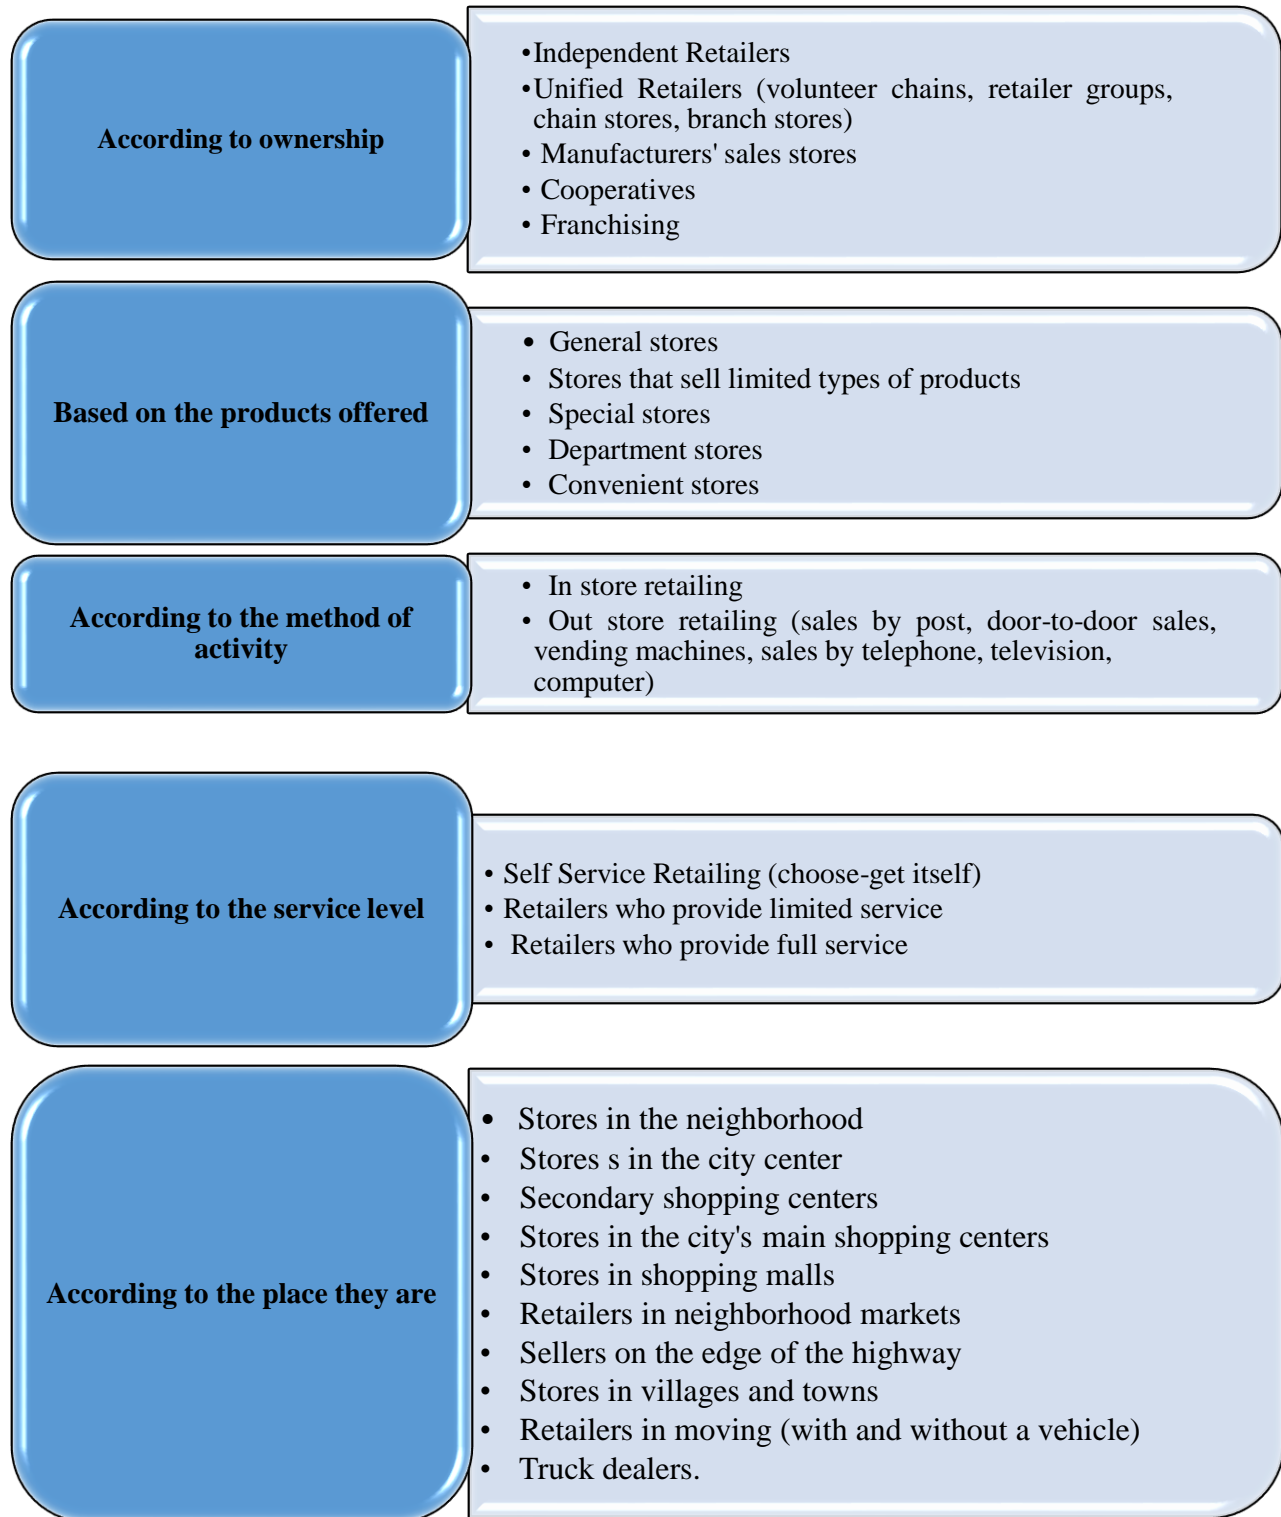 According to ownership
•Independent Retailers
•Unified Retailers (volunteer chains, retailer groups,
chain stores, branch stores)
• Manufacturers' sales stores
• Cooperatives
• Franchising
Based on the products offered
• General stores
• Stores that sell limited types of products
• Special stores
• Department stores
• Convenient stores
According to the method of
activity
• In store retailing
• Out store retailing (sales by post, door-to-door sales,
vending machines, sales by telephone, television,
computer)
According to the service level
• Self Service Retailing (choose-get itself)
• Retailers who provide limited service
• Retailers who provide full service
According to the place they are
• Stores in the neighborhood
• Stores s in the city center
• Secondary shopping centers
• Stores in the city's main shopping centers
• Stores in shopping malls
• Retailers in neighborhood markets
• Sellers on the edge of the highway
• Stores in villages and towns
• Retailers in moving (with and without a vehicle)
• Truck dealers.